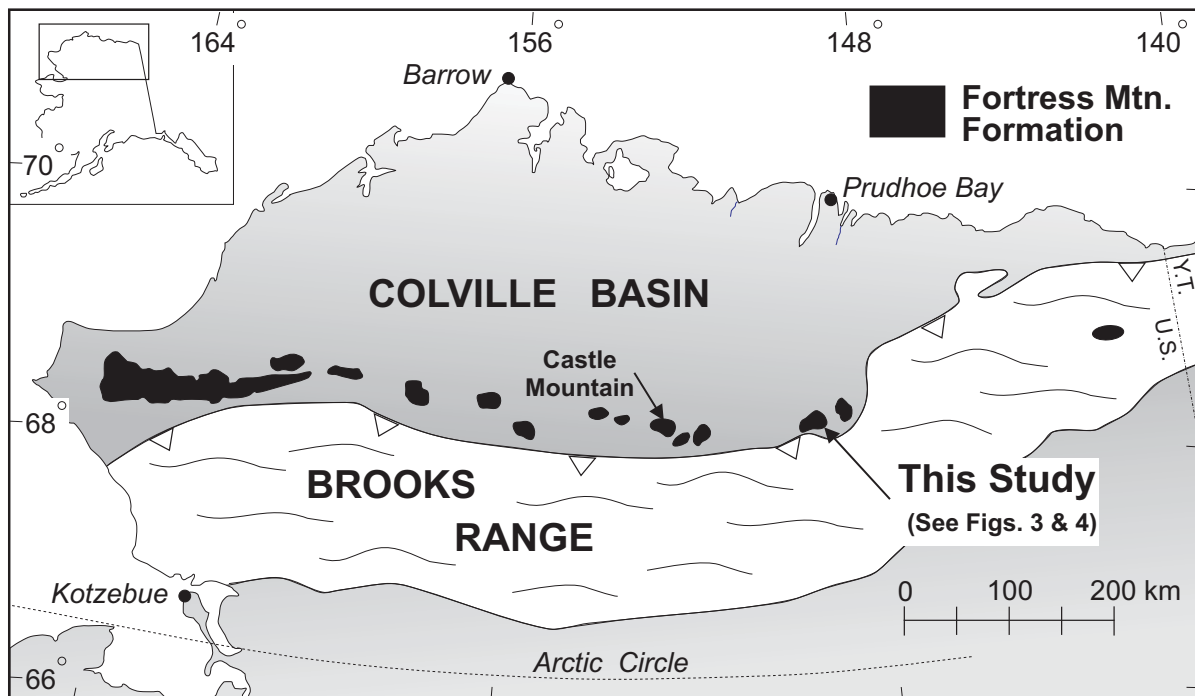 164°
156°
148°
140°
Barrow
Fortress Mtn.
Formation
70°
Prudhoe Bay
COLVILLE BASIN
Y.T.
U.S.
Castle
Mountain
68°
This Study
(See Figs. 3 & 4)
BROOKS
RANGE
0 100 200 km
Kotzebue
Arctic Circle
66°